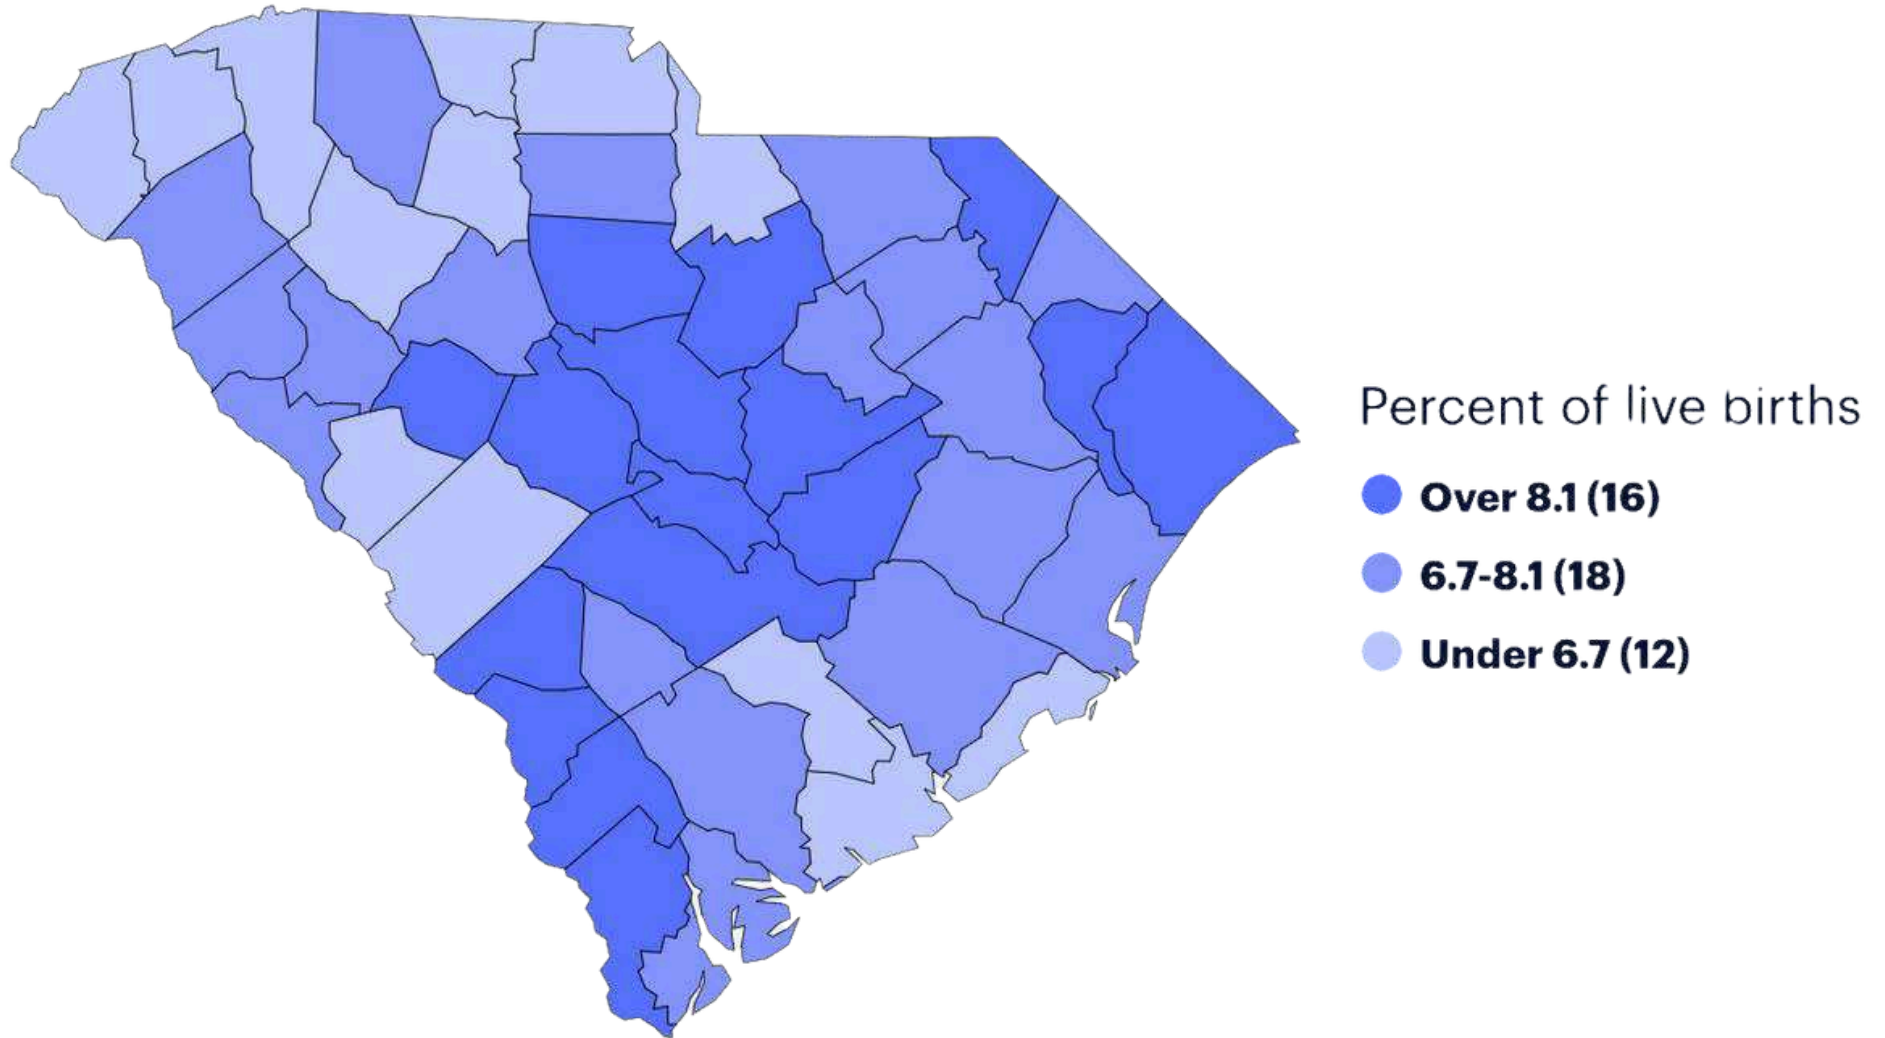 Percent of live births
Over 8.1 (16)
6.7-8.1 (18)
Under 6.7 (12)